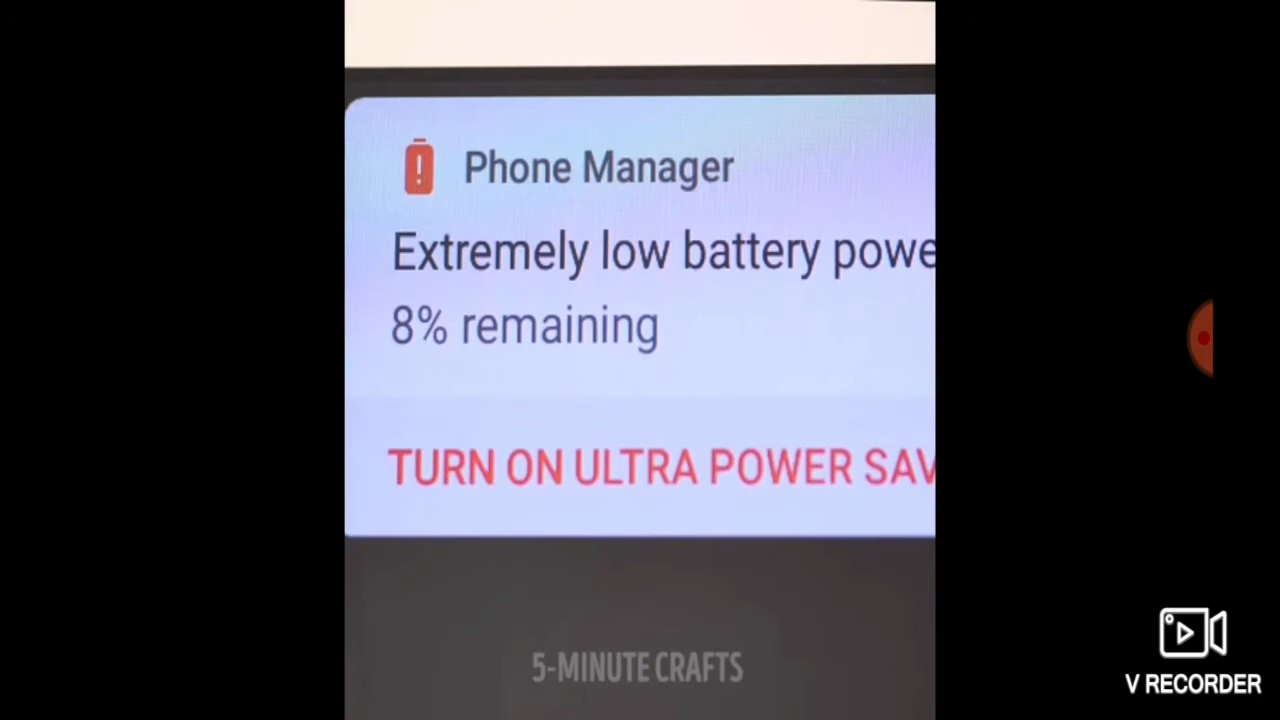 Phone Manager
Extremely low battery powe
8% remaining
TURN ON ULTRA POWER SAV
5-MINUTE CRAFTS
V RECORDER